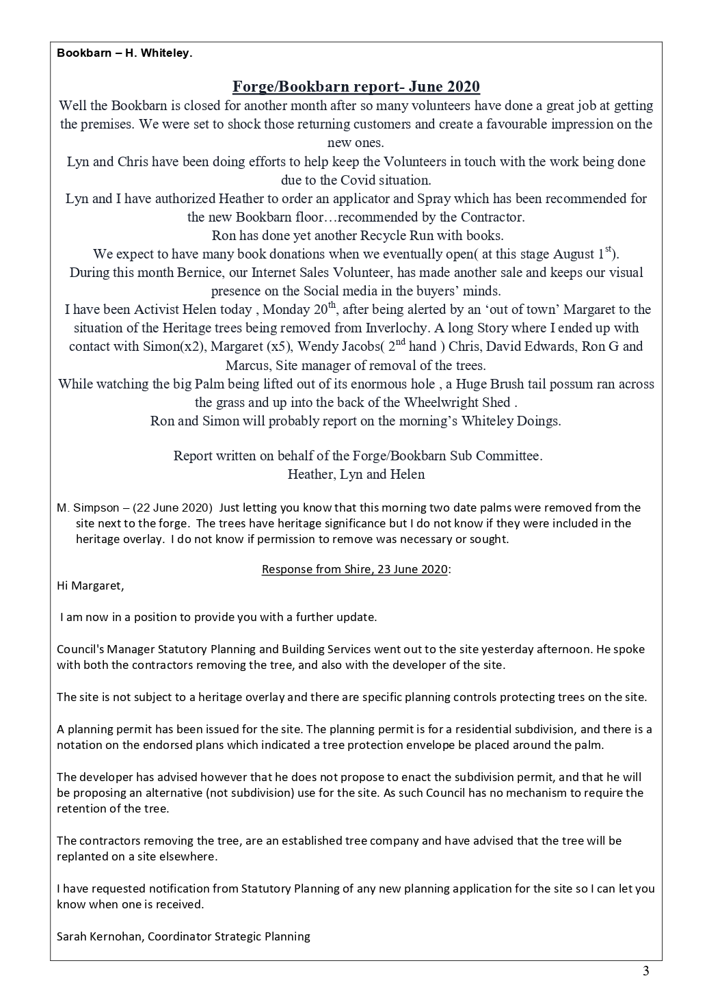 Bookbarn – H. Whiteley.
Forge/Bookbarn report- June 2020
Well the Bookbarn is closed for another month after so many volunteers have done a great job at getting
the premises. We were set to shock those returning customers and create a favourable impression on the
new ones.
Lyn and Chris have been doing efforts to help keep the Volunteers in touch with the work being done
due to the Covid situation.
Lyn and I have authorized Heather to order an applicator and Spray which has been recommended for
the new Bookbarn floor…recommended by the Contractor.
Ron has done yet another Recycle Run with books.
We expect to have many book donations when we eventually open( at this stage August 1st).
During this month Bernice, our Internet Sales Volunteer, has made another sale and keeps our visual
presence on the Social media in the buyers’ minds.
I have been Activist Helen today , Monday 20th, after being alerted by an ‘out of town’ Margaret to the
situation of the Heritage trees being removed from Inverlochy. A long Story where I ended up with
contact with Simon(x2), Margaret (x5), Wendy Jacobs( 2nd hand ) Chris, David Edwards, Ron G and
Marcus, Site manager of removal of the trees.
While watching the big Palm being lifted out of its enormous hole , a Huge Brush tail possum ran across
the grass and up into the back of the Wheelwright Shed .
Ron and Simon will probably report on the morning’s Whiteley Doings.
Report written on behalf of the Forge/Bookbarn Sub Committee.
Heather, Lyn and Helen
M. Simpson – (22 June 2020)  Just letting you know that this morning two date palms were removed from the
site next to the forge.  The trees have heritage significance but I do not know if they were included in the
heritage overlay.  I do not know if permission to remove was necessary or sought.
Response from Shire, 23 June 2020:
Hi Margaret,
I am now in a position to provide you with a further update.
Council's Manager Statutory Planning and Building Services went out to the site yesterday afternoon. He spoke
with both the contractors removing the tree, and also with the developer of the site.
The site is not subject to a heritage overlay and there are specific planning controls protecting trees on the site.
A planning permit has been issued for the site. The planning permit is for a residential subdivision, and there is a
notation on the endorsed plans which indicated a tree protection envelope be placed around the palm.
The developer has advised however that he does not propose to enact the subdivision permit, and that he will
be proposing an alternative (not subdivision) use for the site. As such Council has no mechanism to require the
retention of the tree.
The contractors removing the tree, are an established tree company and have advised that the tree will be
replanted on a site elsewhere.
I have requested notification from Statutory Planning of any new planning application for the site so I can let you
know when one is received.
Sarah Kernohan, Coordinator Strategic Planning
3